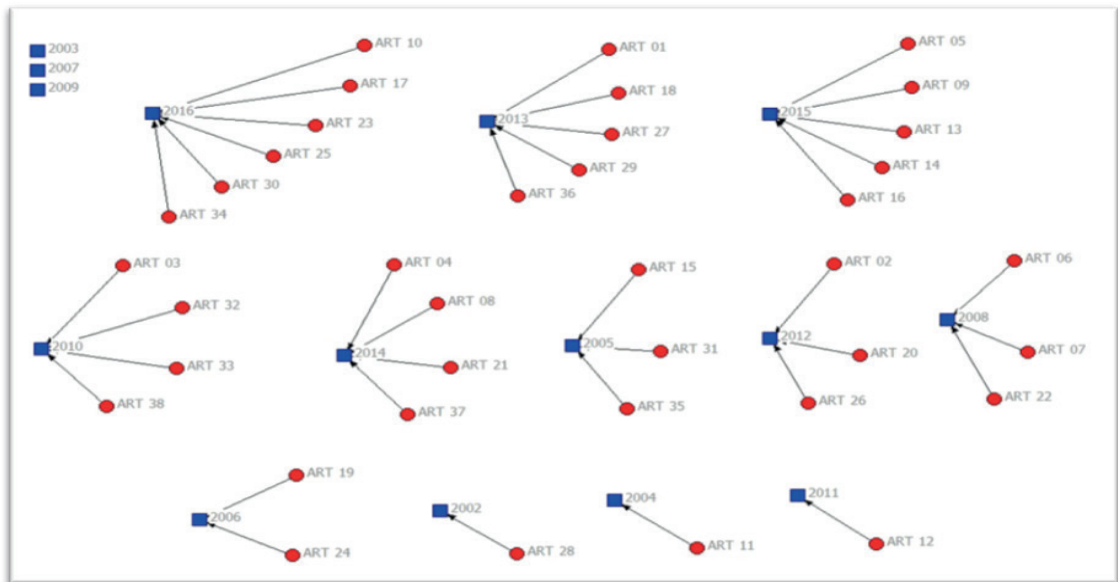 2003
2007
2009
2016
ART 10
ART 17
ART 23
ART 25
ART 30
ART 34
2013
ART 01
ART 18
ART 27
ART 29
ART 36
2015
ART 05
ART 09
ART 13
ART 14
ART 16
2010
ART 03
ART 32
ART 33
ART 38
2014
ART 04
ART 08
ART 21
ART 37
2005
ART 15
ART 31
ART 35
2012
ART 02
ART 20
ART 26
2008
ART 06
ART 07
ART 22
2006
ART 19
ART 24
2002
ART 28
2004
ART 11
2011
ART 12